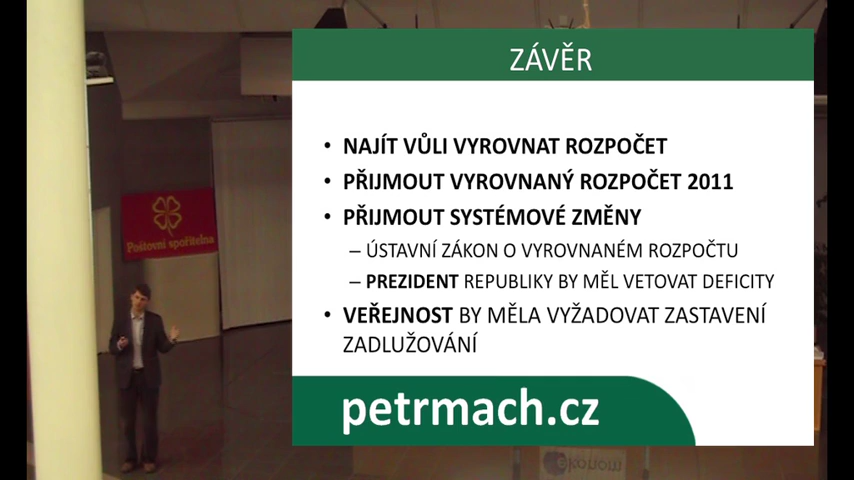 ZÁVĚR
• NAJÍT VŮLI VYROVNAT ROZPOČET
• PŘIJMOUT VYROVNANÝ ROZPOČET 2011
• PŘIJMOUT SYSTÉMOVÉ ZMĚNY
– ÚSTAVNÍ ZÁKON O VYROVNANÉM ROZPOČTU
– PREZIDENT REPUBLIKY BY MĚL VETOVAT DEFICITY
• VEŘEJNOST BY MĚLA VYŽADOVAT ZASTAVENÍ
ZADLUŽOVÁNÍ
petrmach.cz
Poštovní spořitelna
ekonom